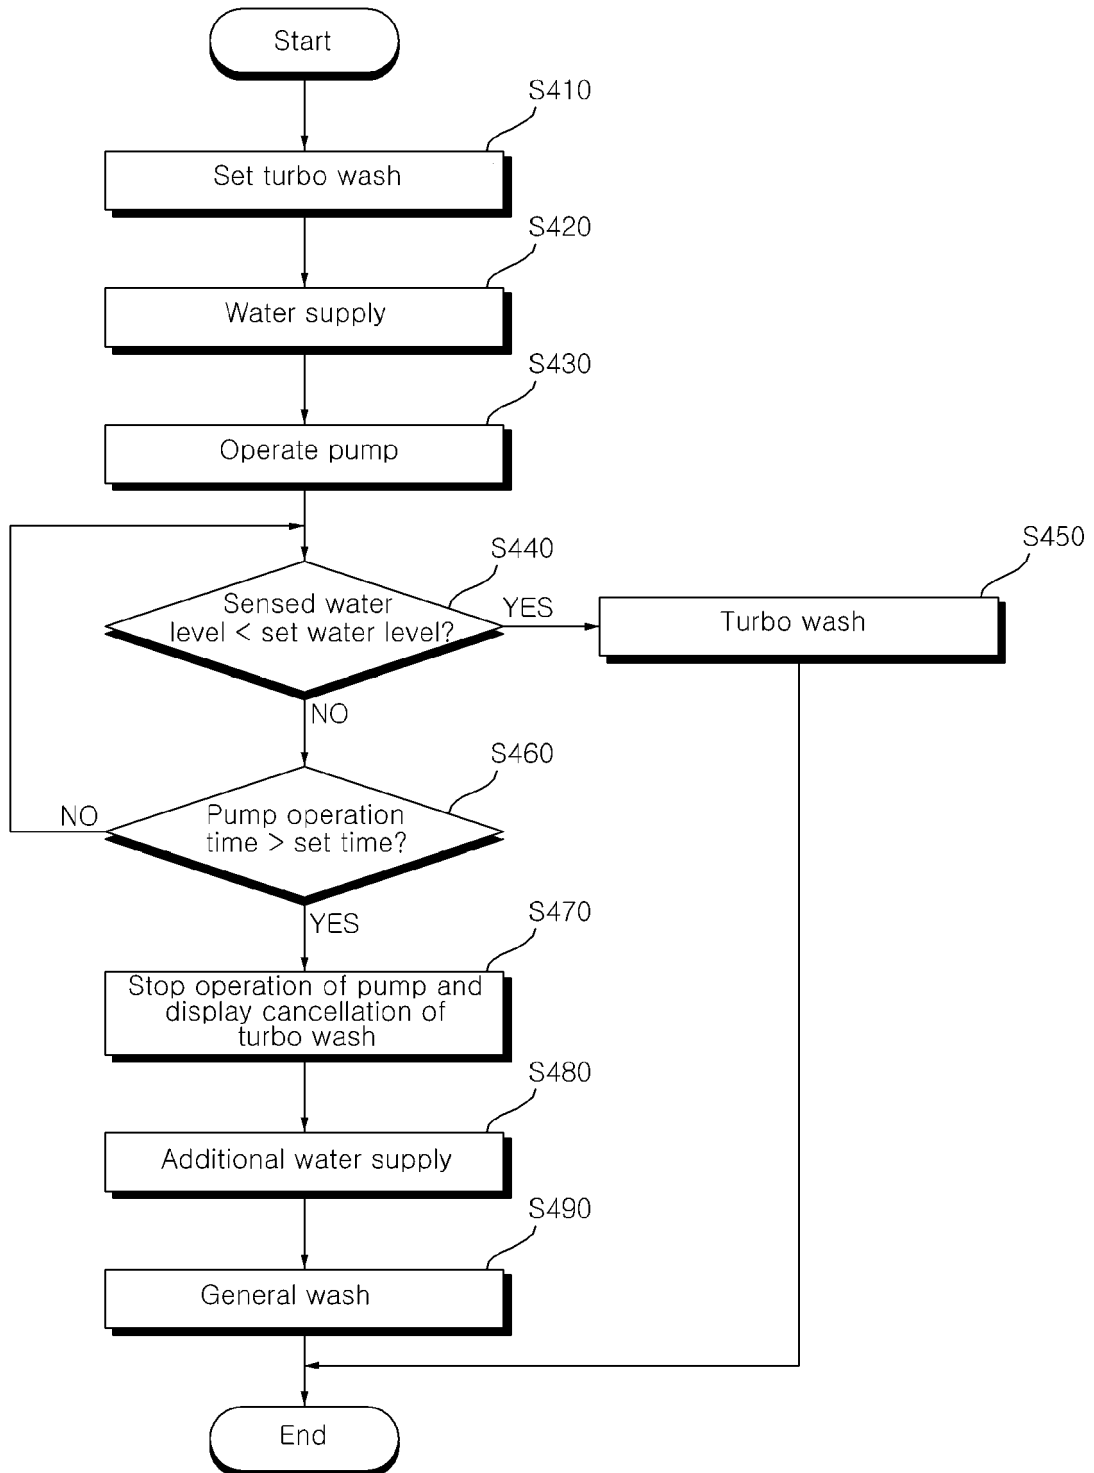 Start
S410
Set turbo wash
S420
Water supply
S430
Operate pump
S440
Sensed water
level < set water level?
YES
S450
Turbo wash
NO
S460
Pump operation
time > set time?
NO
YES
S470
Stop operation of pump and
display cancellation of
turbo wash
S480
Additional water supply
S490
General wash
End